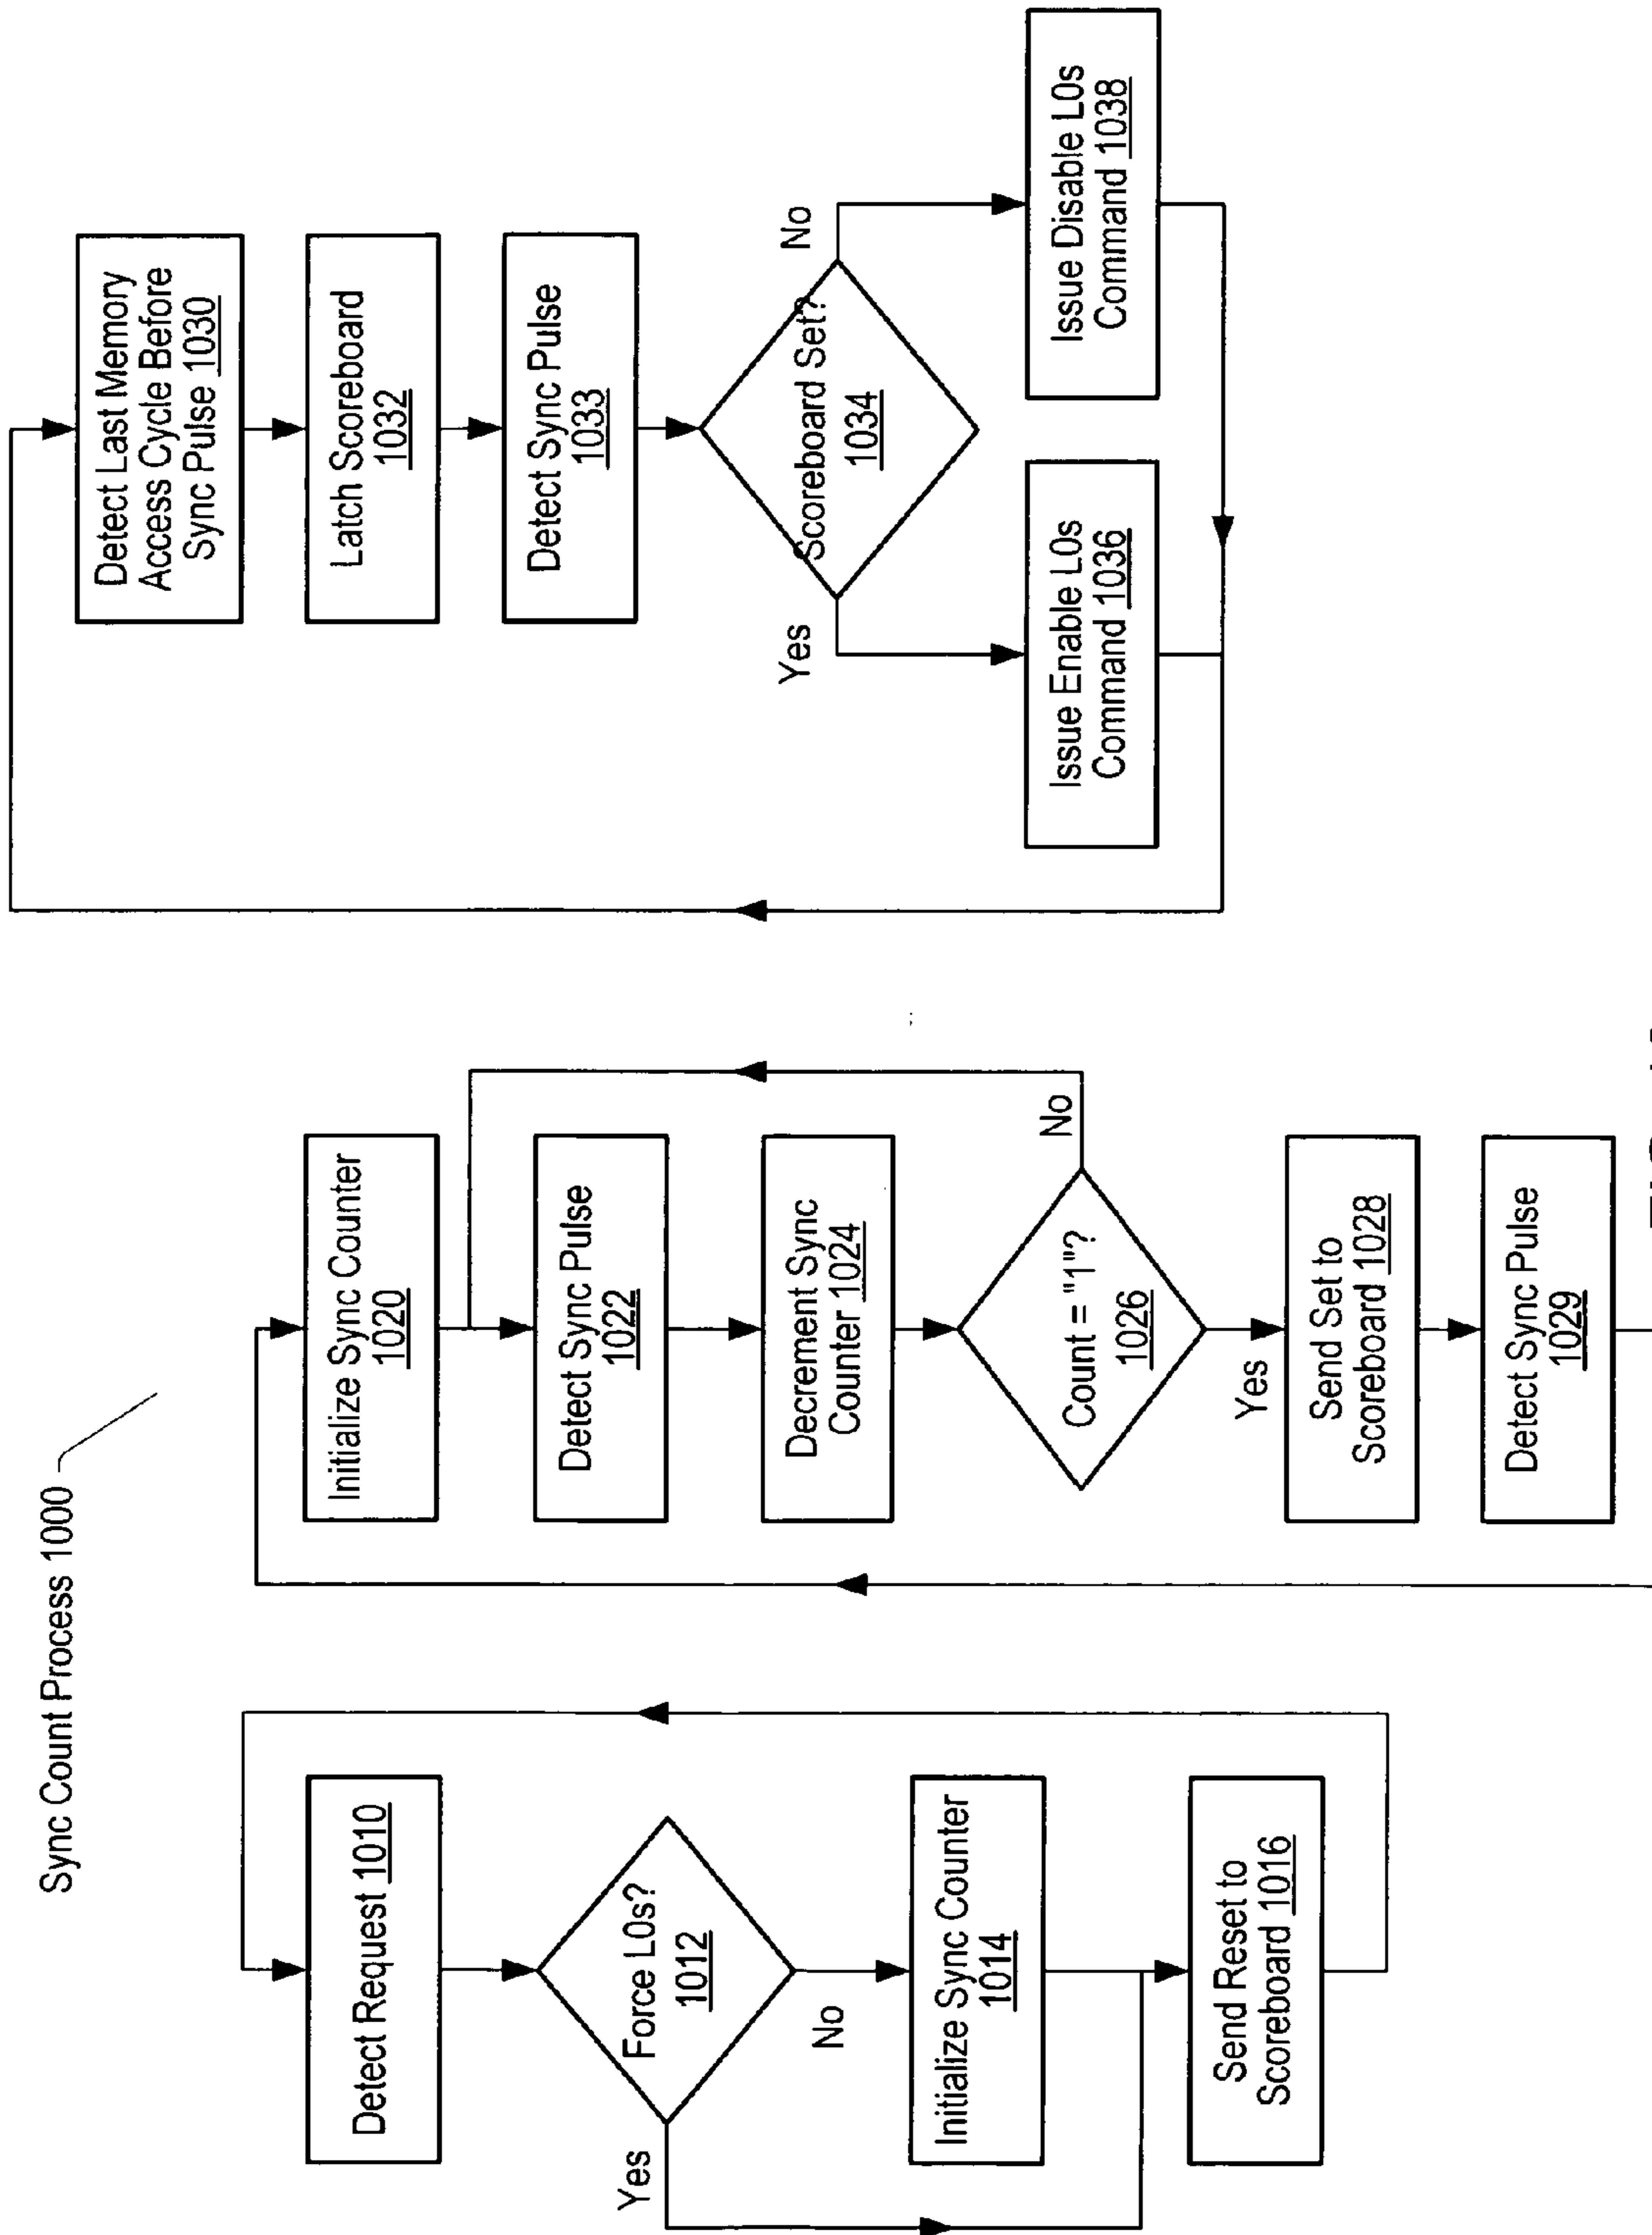 Sync Count Process 1000
Detect Request 1010
Force L0s?
1012
Yes
No
Initialize Sync Counter
1014
Send Reset to
Scoreboard 1016
Initialize Sync Counter
1020
Detect Sync Pulse
1022
Decrement Sync
Counter 1024
Count = "1"?
1026
No
Yes
Send Set to
Scoreboard 1028
Detect Sync Pulse
1029
Detect Last Memory
Access Cycle Before
Sync Pulse 1030
Latch Scoreboard
1032
Detect Sync Pulse
1033
Scoreboard Set?
1034
Yes
No
Issue Enable L0s
Command 1036
Issue Disable L0s
Command 1038